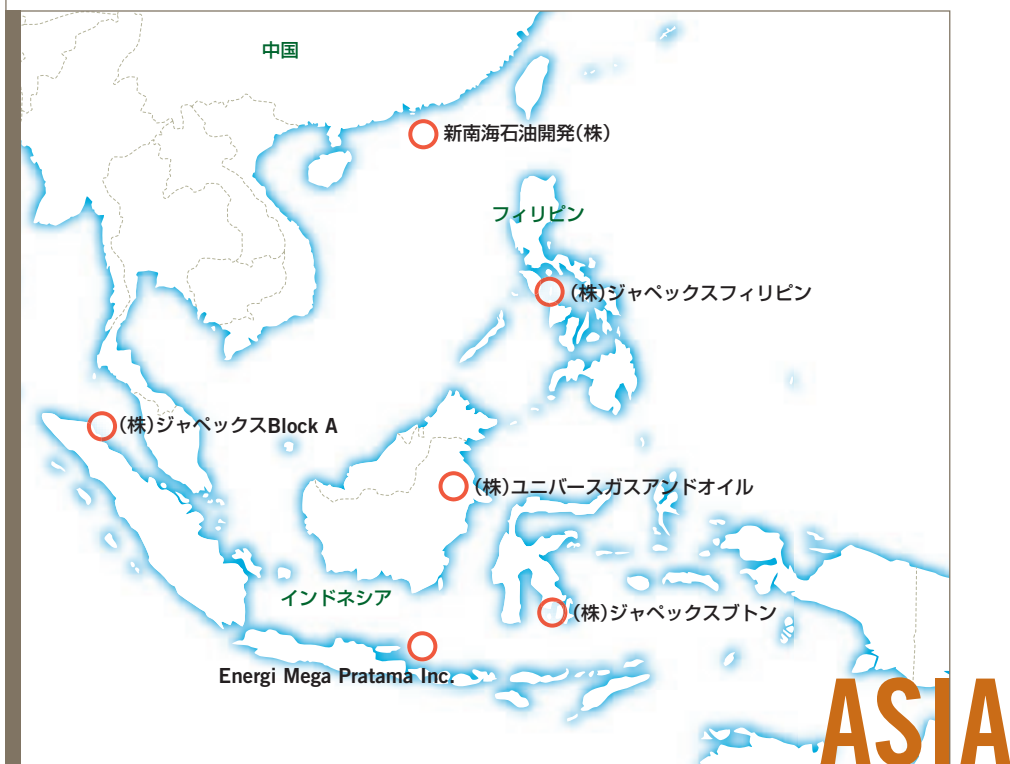 中国
新南海石油開発(株)
フィリピン
(株)ジャペックスフィリピン
(株)ジャペックスBlock A
(株)ユニバースガスアンドオイル
インドネシア
(株)ジャペックスブトン
Energi Mega Pratama Inc.
ASIA